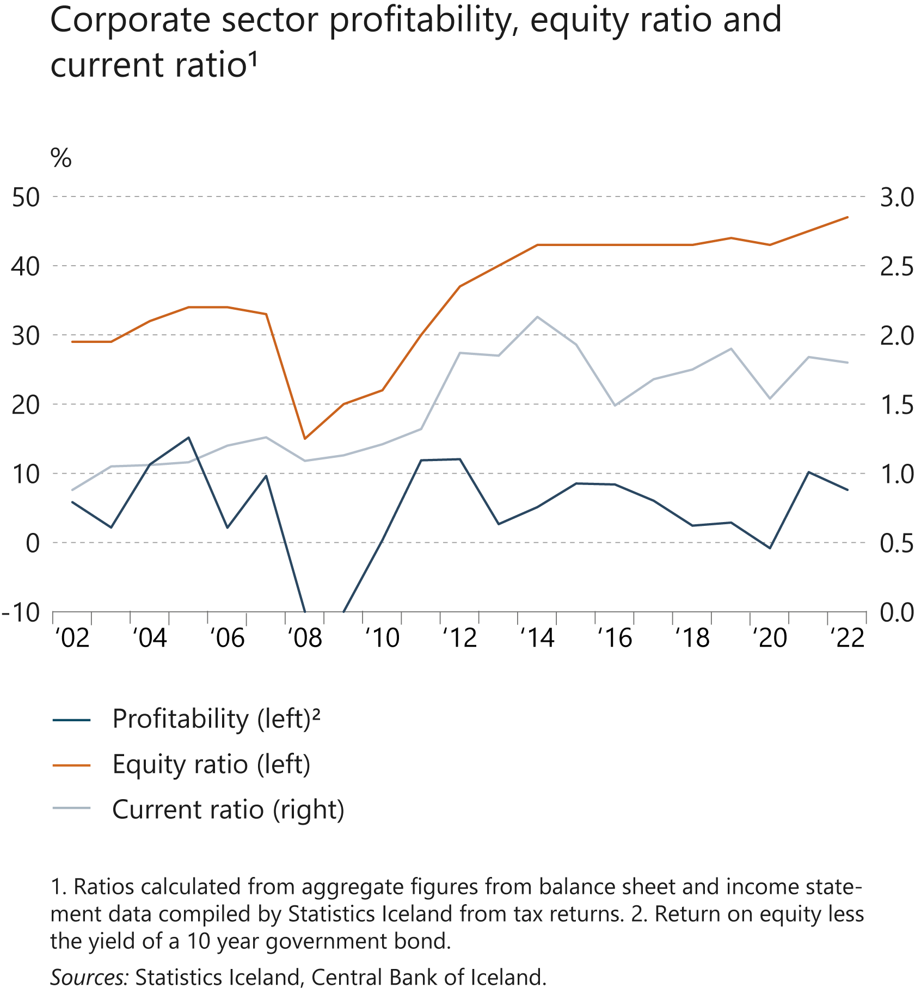 Corporate sector profitability, equity ratio and
current ratio¹
%
50
40
30
20
10
0
-10
3.0
2.5
2.0
1.5
1.0
0.5
0.0
‘02 ‘04 ‘06 ‘08 ‘10 ‘12 ‘14 ‘16 ‘18 ‘20 ‘22
Profitability (left)²
Equity ratio (left)
Current ratio (right)
1. Ratios calculated from aggregate figures from balance sheet and income state-
ment data compiled by Statistics Iceland from tax returns. 2. Return on equity less
the yield of a 10 year government bond.
Sources: Statistics Iceland, Central Bank of Iceland.